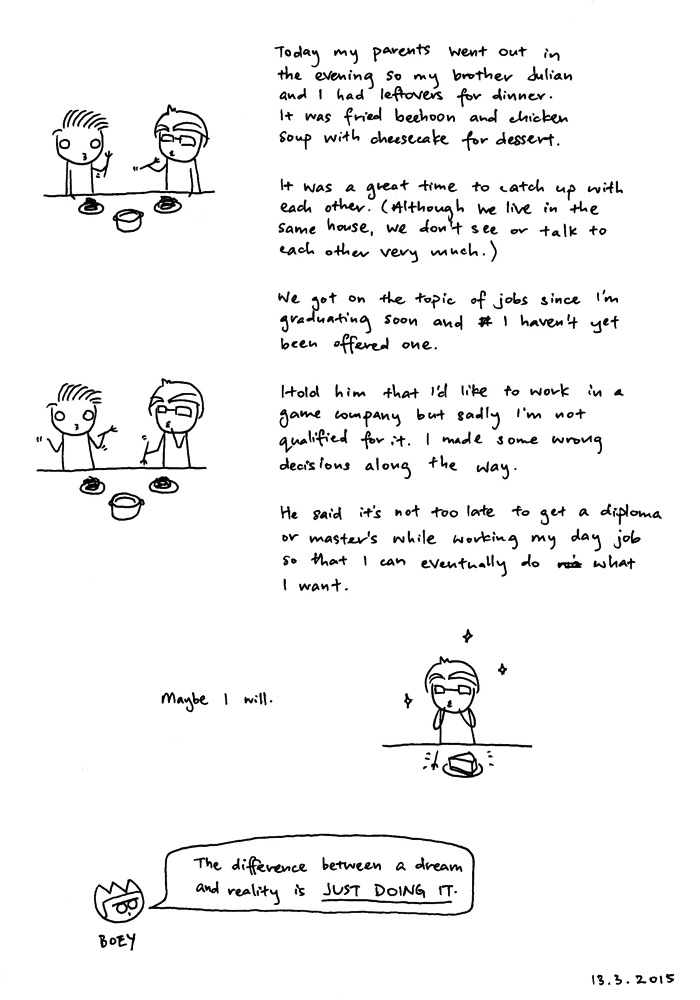 Today my parents went out in
the evening so my brother Julian
and I had leftovers for dinner.
It was fried beehoon and chicken
soup with cheesecake for dessert.
It was a great time to catch up with
each other. (Although we live in the
same house, we don't see or talk to
each other very much.)
We got on the topic of jobs since I'm
graduating soon and I haven't yet
been offered one.
I told him that I'd like to work in a
game company but sadly I'm not
qualified for it. I made some wrong
decisions along the way.
He said it's not too late to get a diploma
or master's while working my day job
so that I can eventually do what
I want.
Maybe I will.
The difference between a dream
and reality is JUST DOING IT.
BOEY
13.3.2015